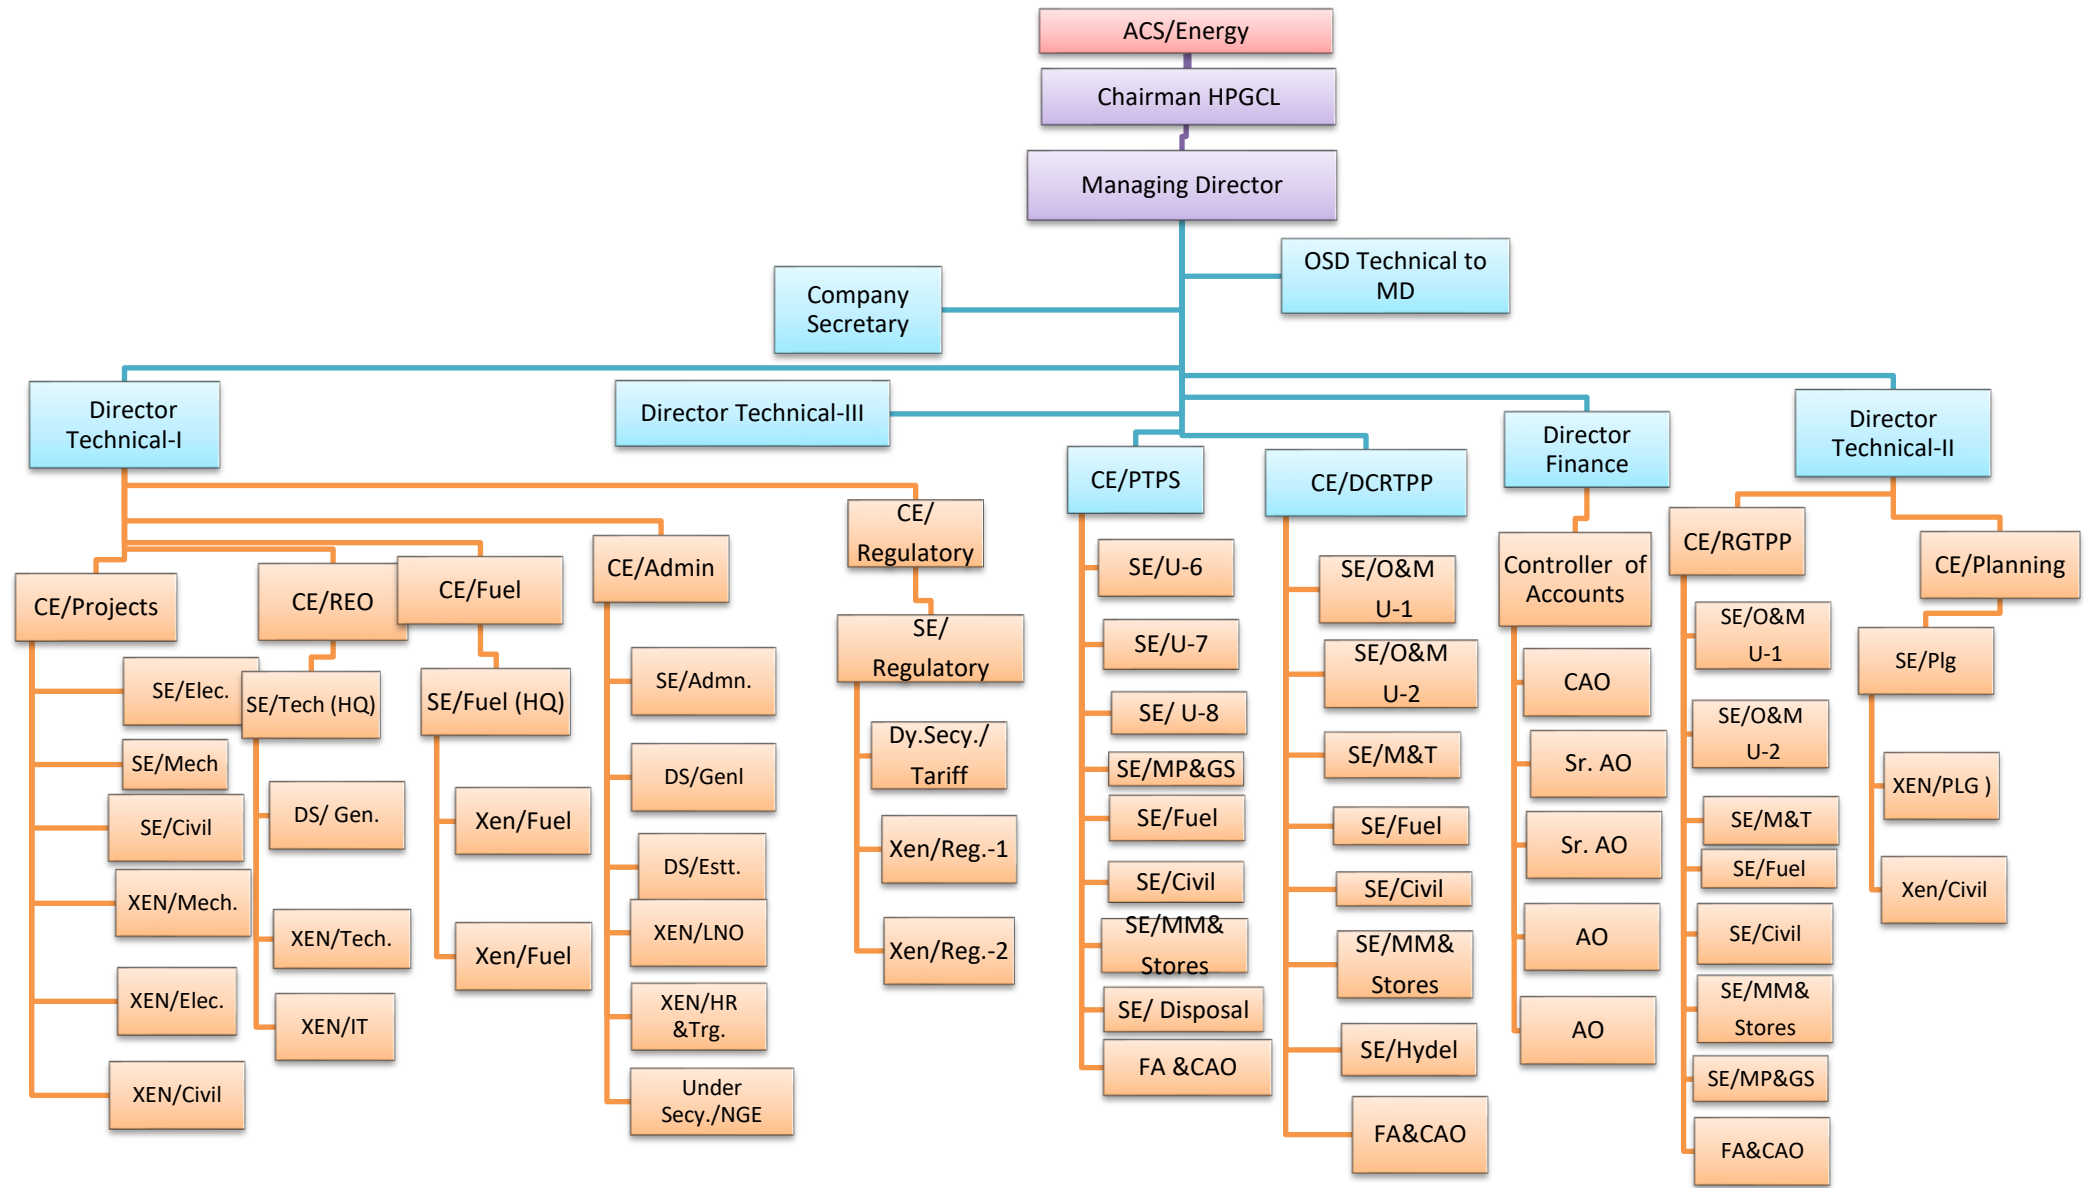 ACS/Energy
Chairman HPGCL
Managing Director
OSD Technical to
MD
Company
Secretary
Director
Technical-I
Director Technical-III
Director
Finance
Director
Technical-II
CE/PTPS
CE/DCRTPP
CE/Projects
CE/REO
CE/Fuel
CE/Admin
CE/
Regulatory
Controller of
Accounts
CE/RGTPP
CE/Planning
SE/Elec.
SE/Mech
SE/Civil
XEN/Mech.
XEN/Elec.
XEN/Civil
SE/Tech (HQ)
DS/ Gen.
XEN/Tech.
XEN/IT
SE/Fuel (HQ)
Xen/Fuel
Xen/Fuel
SE/Admn.
DS/Genl
DS/Estt.
XEN/LNO
XEN/HR
&Trg.
Under
Secy./NGE
SE/
Regulatory
Dy.Secy./
Tariff
Xen/Reg.-1
Xen/Reg.-2
SE/U-6
SE/U-7
SE/ U-8
SE/MP&GS
SE/Fuel
SE/Civil
SE/MM&
Stores
SE/ Disposal
FA &CAO
SE/O&M
U-1
SE/O&M
U-2
SE/M&T
SE/Fuel
SE/Civil
SE/MM&
Stores
SE/Hydel
FA&CAO
CAO
Sr. AO
Sr. AO
AO
AO
SE/O&M
U-1
SE/O&M
U-2
SE/M&T
SE/Fuel
SE/Civil
SE/MM&
Stores
SE/MP&GS
FA&CAO
SE/Plg
XEN/PLG )
Xen/Civil